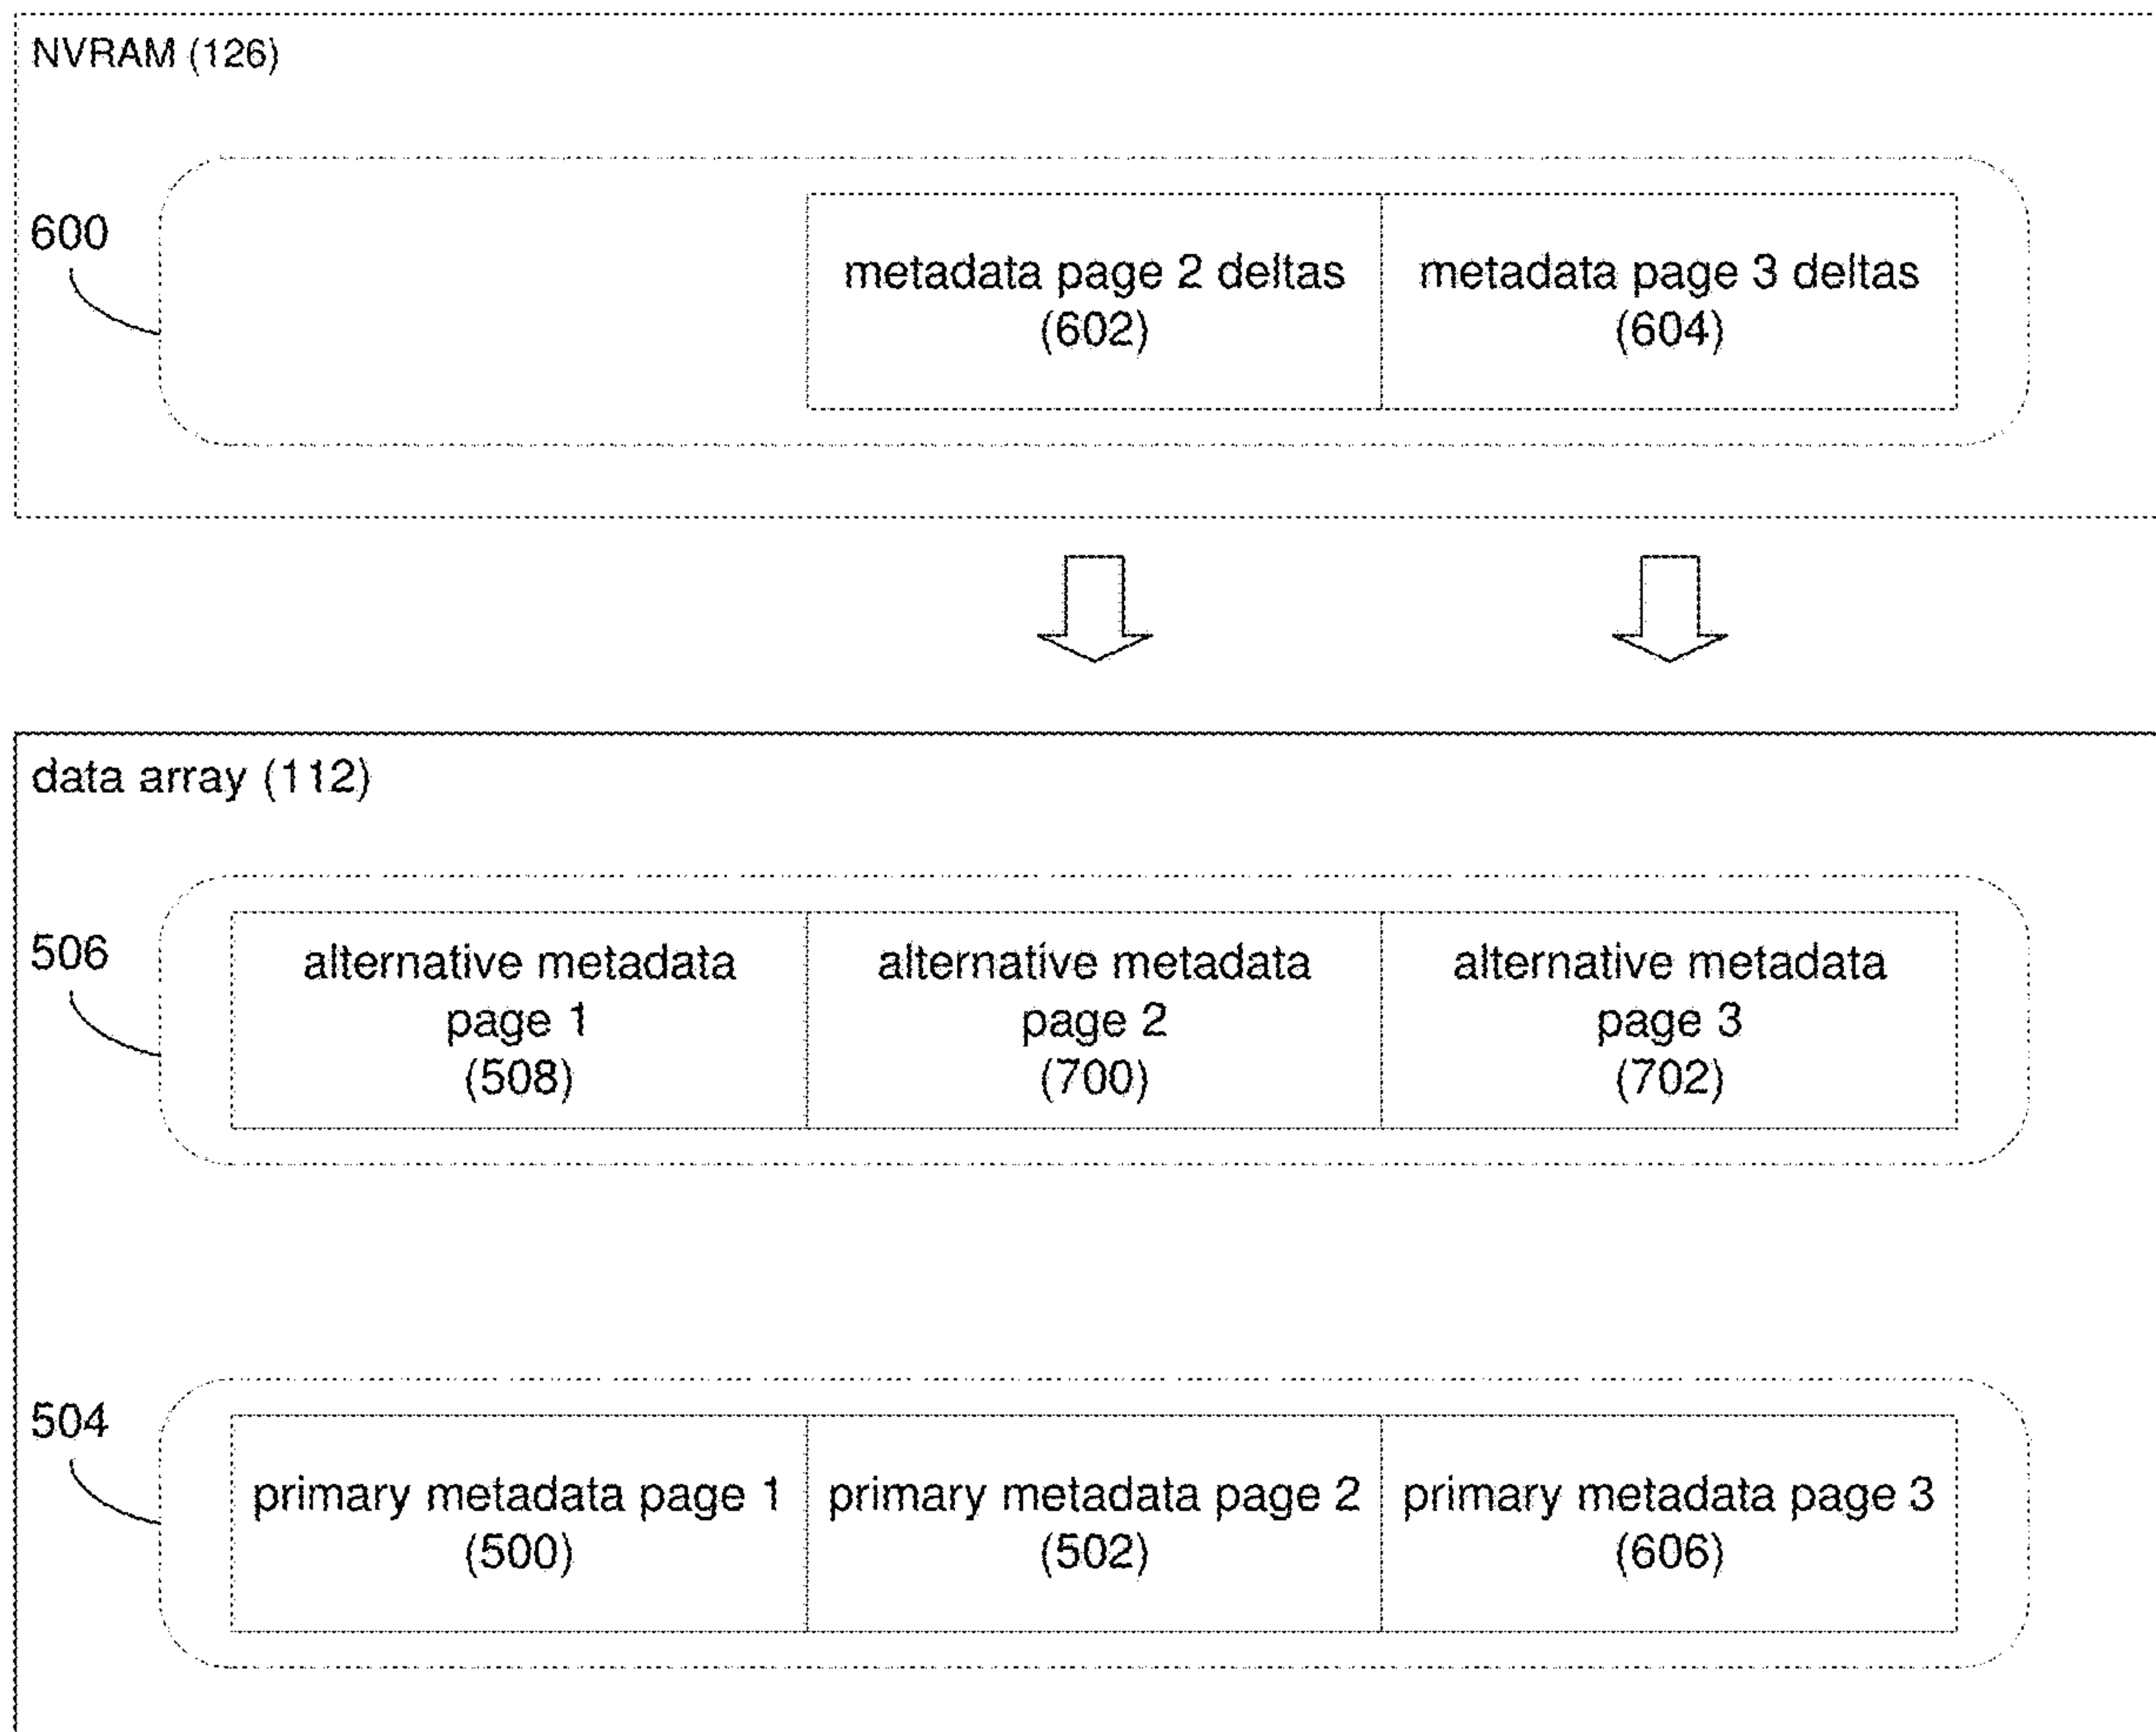 NVRAM (126)
600
metadata page 2 deltas
(602)
metadata page 3 deltas
(604)
data array (112)
506
alternative metadata
page 1
(508)
alternative metadata
page 2
(700)
alternative metadata
page 3
(702)
504
primary metadata page 1
(500)
primary metadata page 2
(502)
primary metadata page 3
(606)